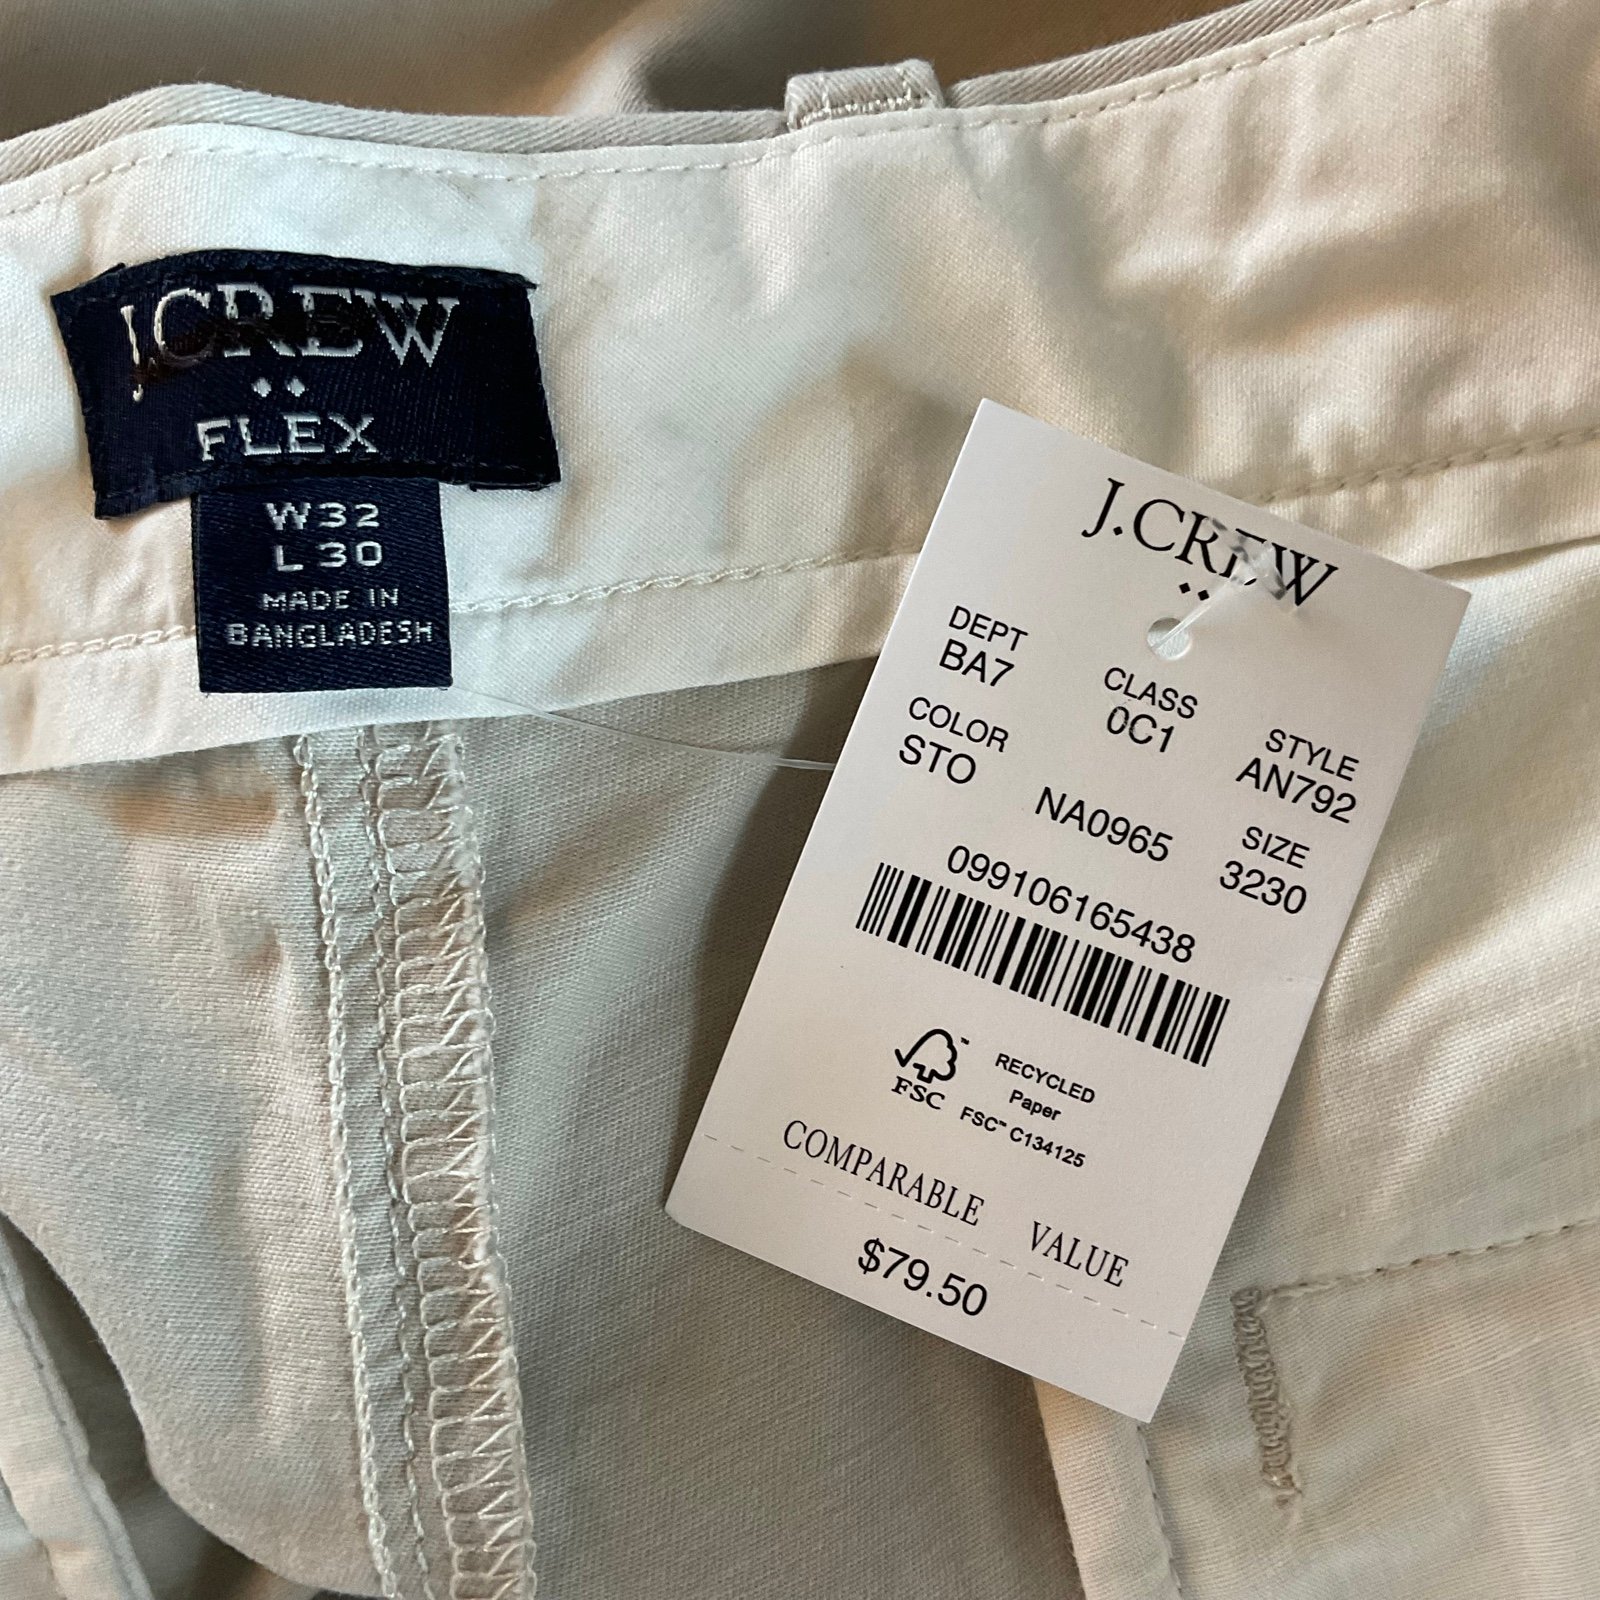 J.CREW
FLEX
W32
L30
MADE IN
BANGLADESH
J.CREW
DEPT CLASS STYLE
BA7 0C1 AN792
COLOR SIZE
STO NA0965 3230
099106165438
FSC™ RECYCLED
Paper
FSC™ C134125
COMPARABLE VALUE
$79.50